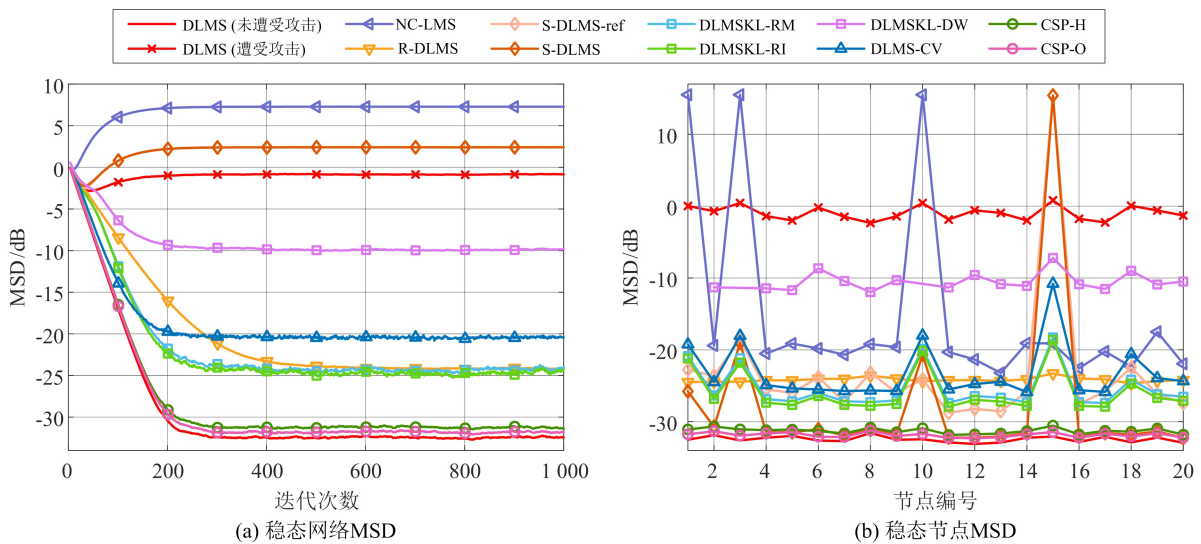 DLMS (未遭受攻击) NC-LMS S-DLMS-ref DLMSKL-RM DLMSKL-DW CSP-H
DLMS (遭受攻击) R-DLMS S-DLMS DLMSKL-RI DLMS-CV CSP-O
10
5
0
-5
-10
-15
-20
-25
-30
MSD/dB
0 200 400 600 800 1 000
迭代次数
(a) 稳态网络MSD
10
0
-10
-20
-30
MSD/dB
2 4 6 8 10 12 14 16 18 20
节点编号
(b) 稳态节点MSD